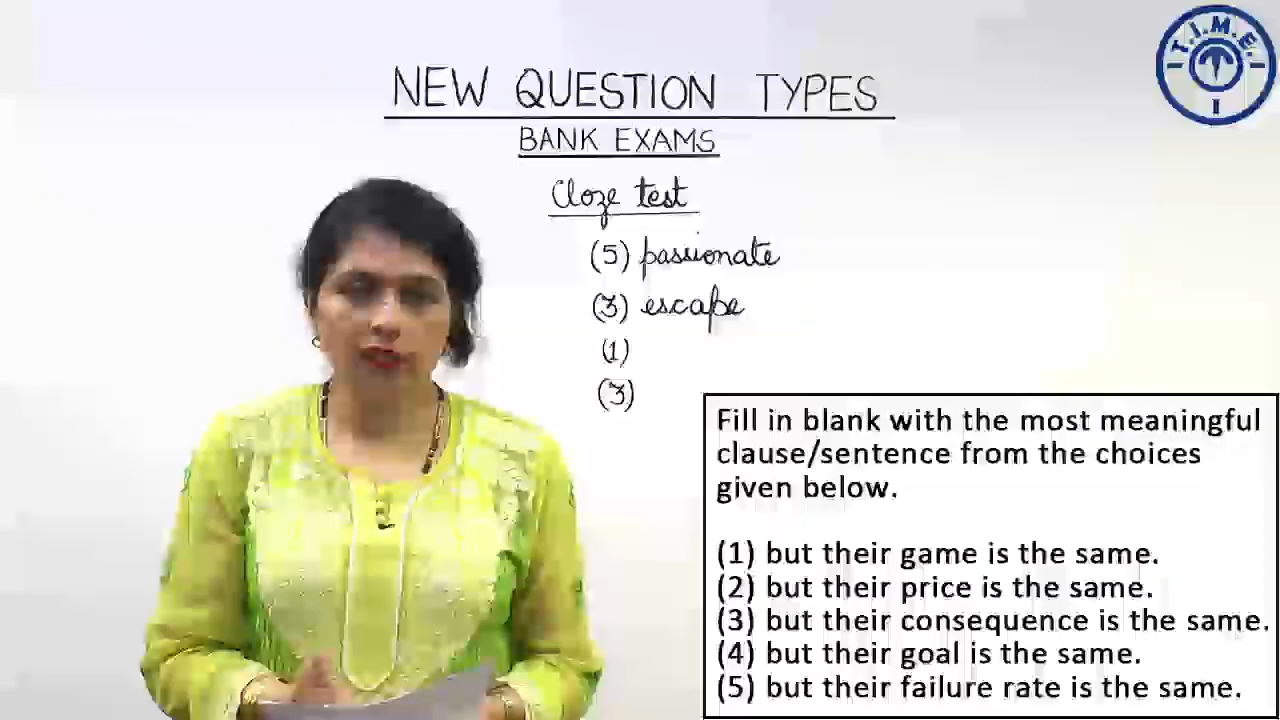 I T.I.M.E. I
I
NEW QUESTION TYPES
BANK EXAMS
Cloze test
(5) passionate
(3) escape
(1)
(3)
Fill in blank with the most meaningful
clause/sentence from the choices
given below.
(1) but their game is the same.
(2) but their price is the same.
(3) but their consequence is the same.
(4) but their goal is the same.
(5) but their failure rate is the same.